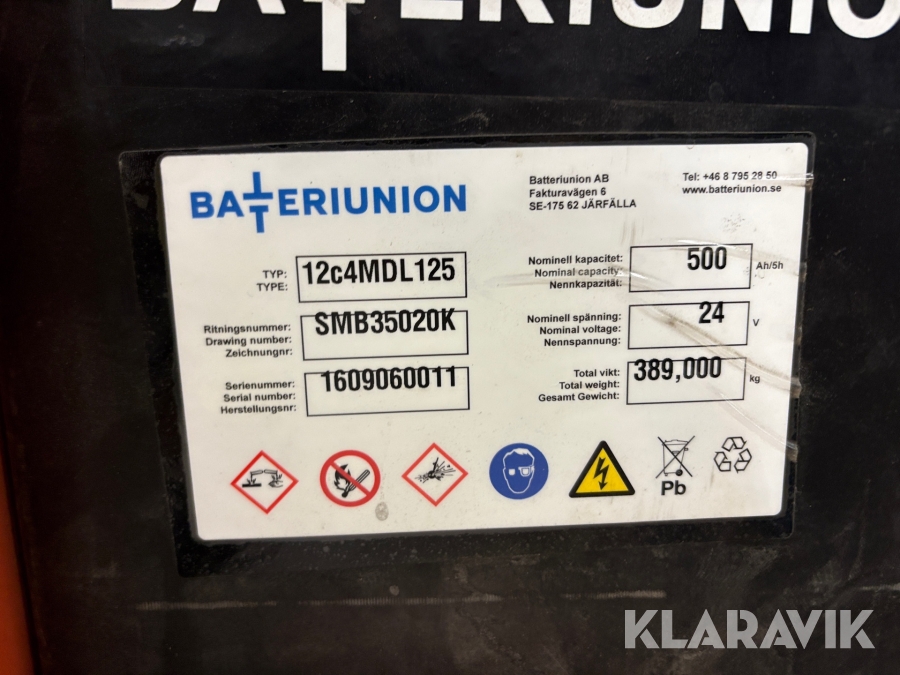 BATTERIUNION
BATTERIUNION
Batteriunion AB
Fakturavägen 6
SE-175 62 JÄRFÄLLA
Tel: +46 8 795 28 50
www.batteriunion.se
TYP:
TYPE:
12c4MDL125
Ritningsnummer:
Drawing number:
Zeichnungnr:
SMB35020K
Serienummer:
Serial number:
Herstellungsnr:
1609060011
Nominell kapacitet:
Nominal capacity:
Nennkapazität:
500
Ah/5h
Nominell spänning:
Nominal voltage:
Nennspannung:
24
V
Total vikt:
Total weight:
Gesamt Gewicht:
389,000
kg
Pb
KLARAVIK